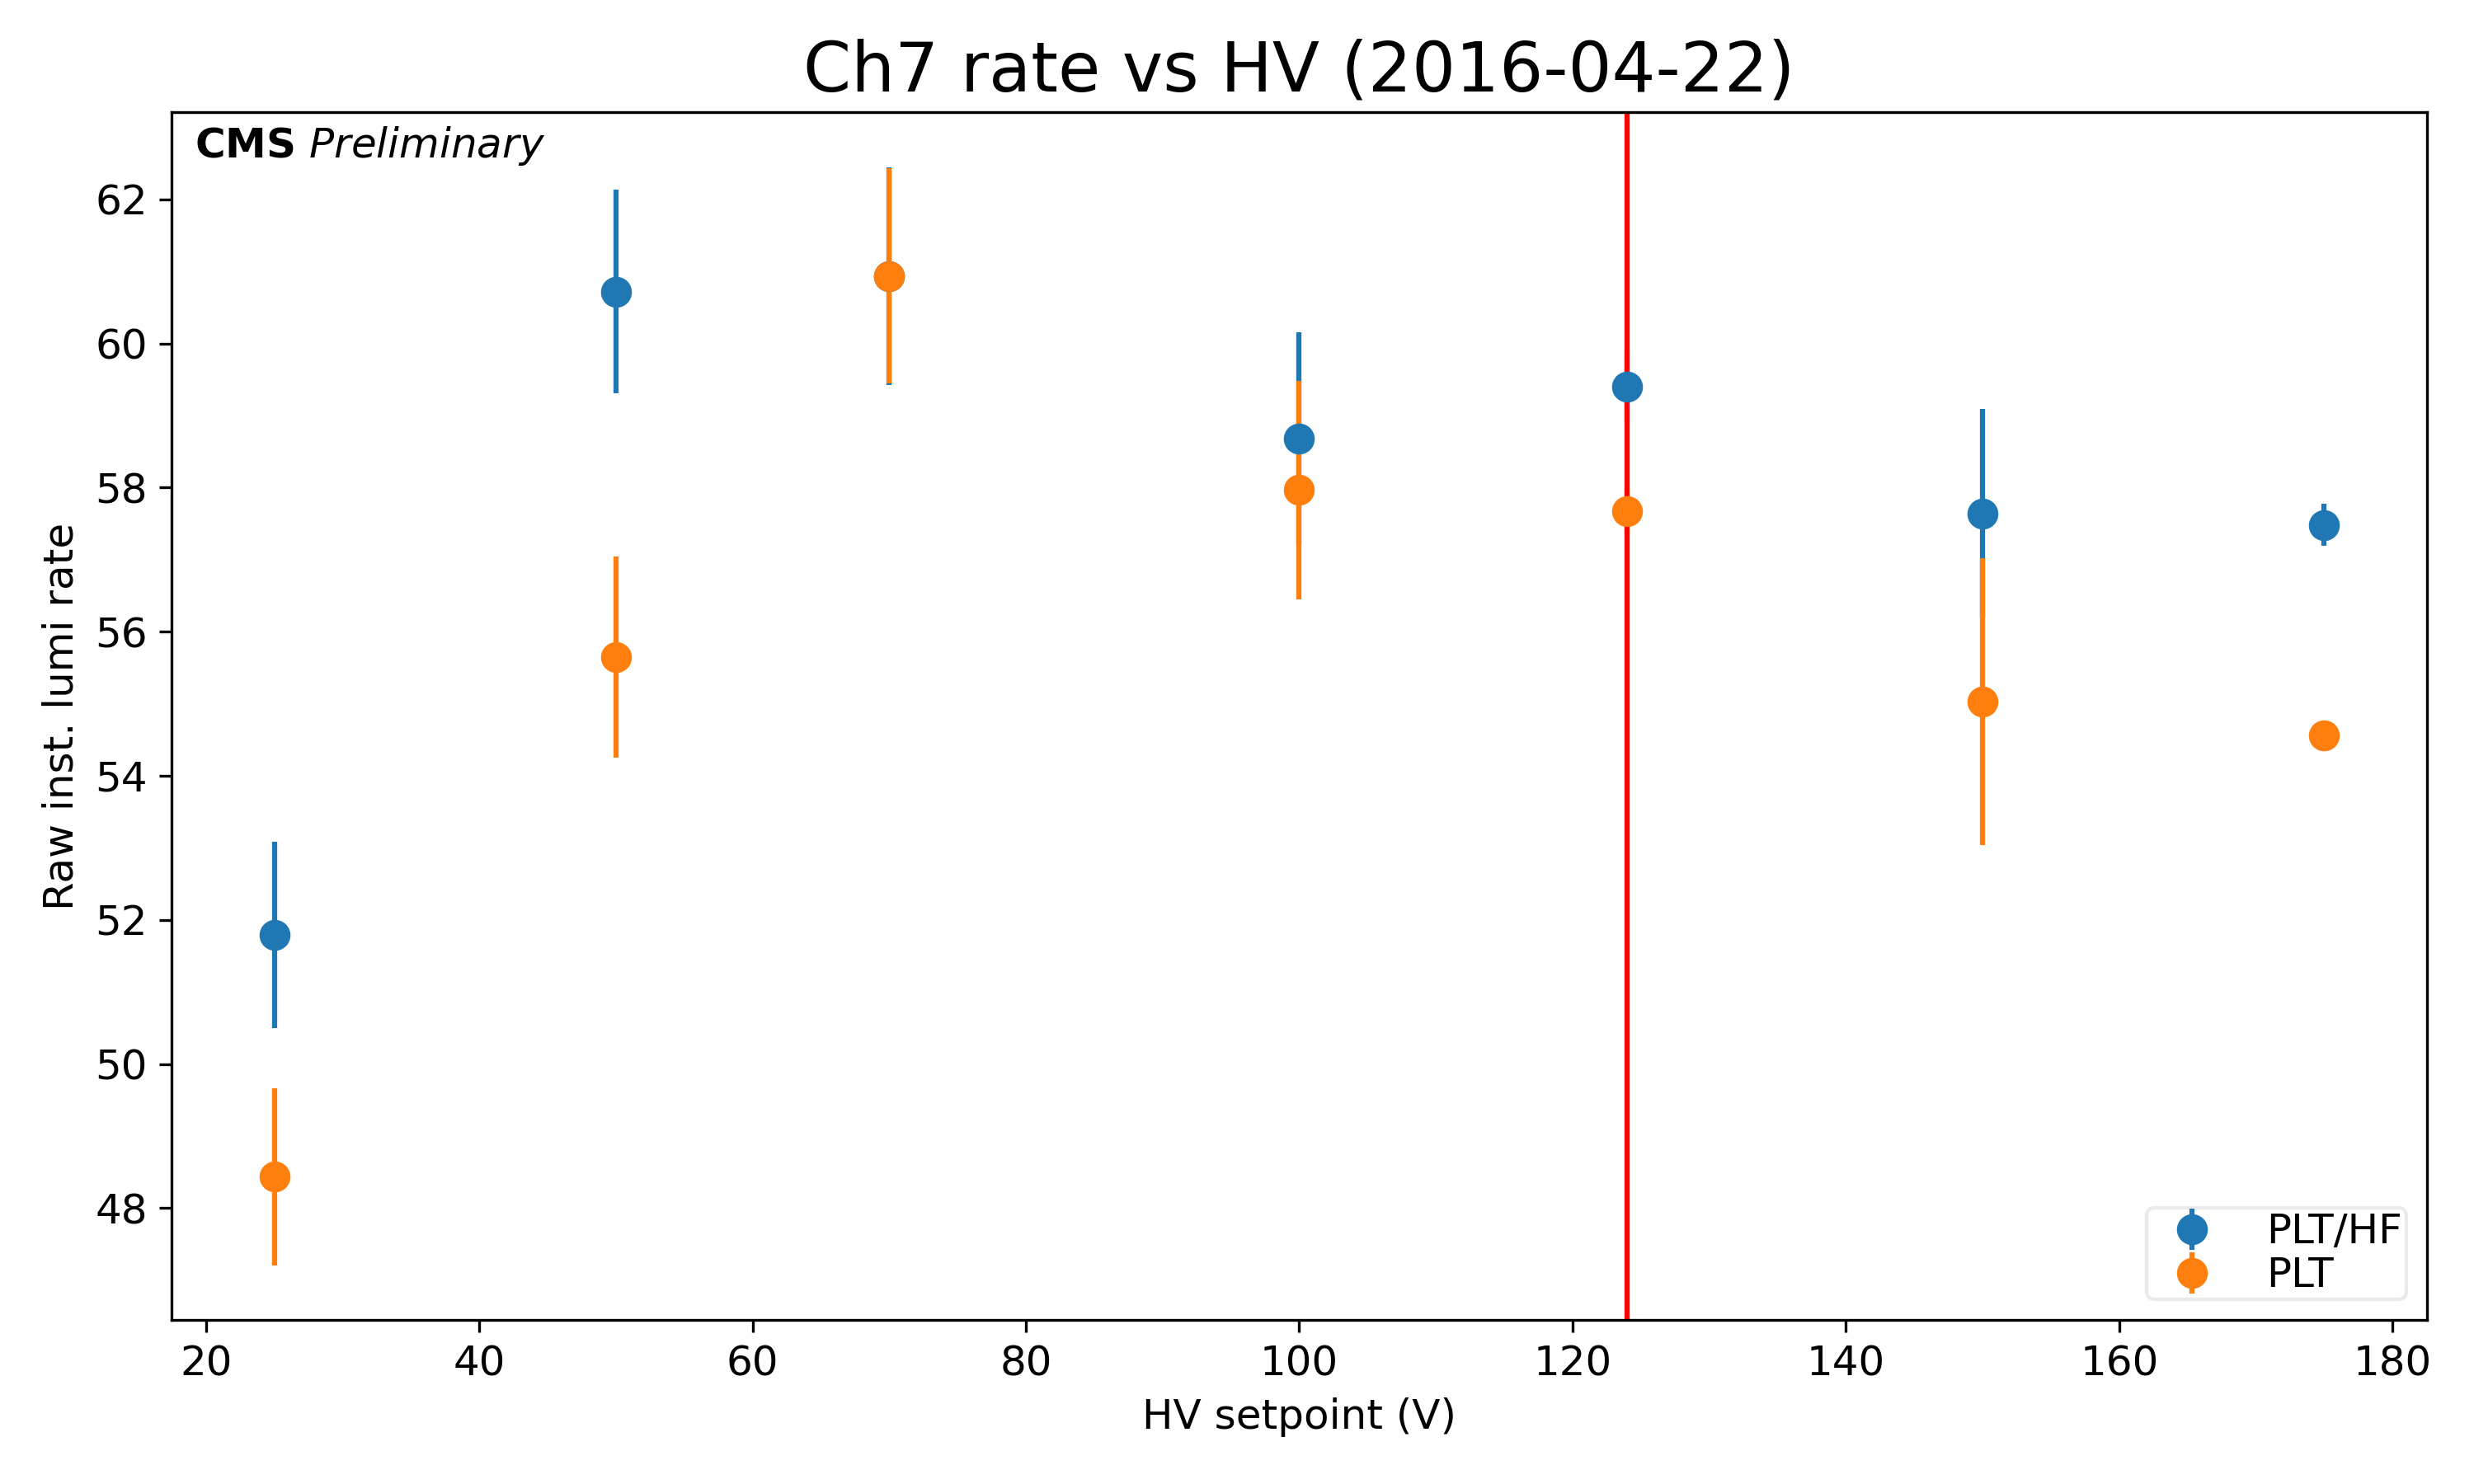 Ch7 rate vs HV (2016-04-22)
CMS Preliminary
62
60
58
56
54
52
50
48
Raw inst. lumi rate
PLT/HF
PLT
20 40 60 80 100 120 140 160 180
HV setpoint (V)